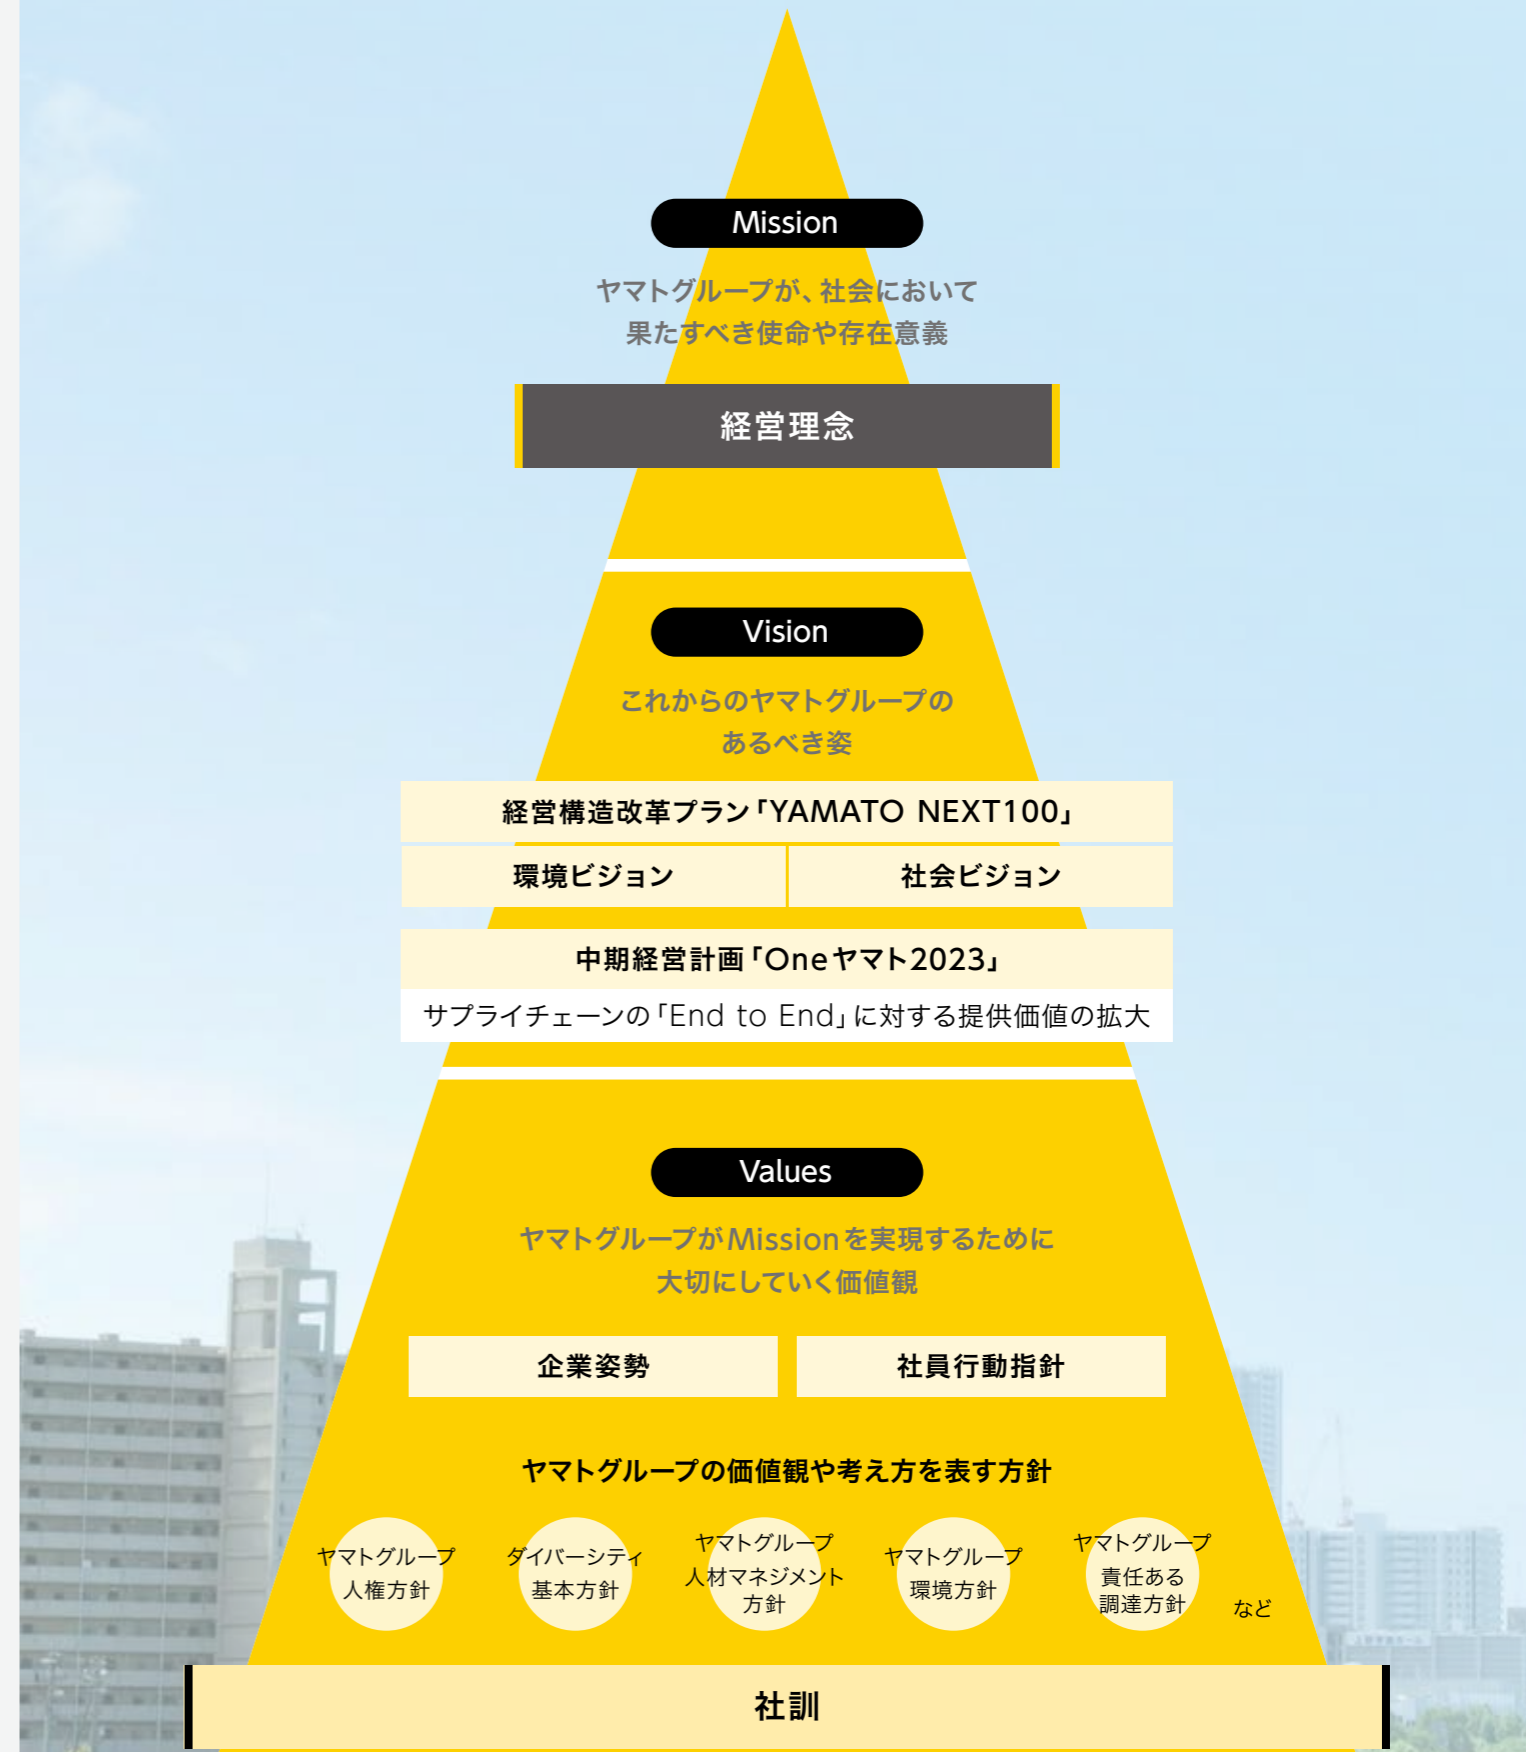 Mission
ヤマトグループが、社会において
果たすべき使命や存在意義
経営理念
Vision
これからのヤマトグループの
あるべき姿
経営構造改革プラン「YAMATO NEXT100」
環境ビジョン
社会ビジョン
中期経営計画「Oneヤマト2023」
サプライチェーンの「End to End」に対する提供価値の拡大
Values
ヤマトグループがMissionを実現するために
大切にしていく価値観
企業姿勢
社員行動指針
ヤマトグループの価値観や考え方を表す方針
ヤマトグループ
人権方針
ダイバーシティ
基本方針
ヤマトグループ
人材マネジメント
方針
ヤマトグループ
環境方針
ヤマトグループ
責任ある
調達方針
など
社訓